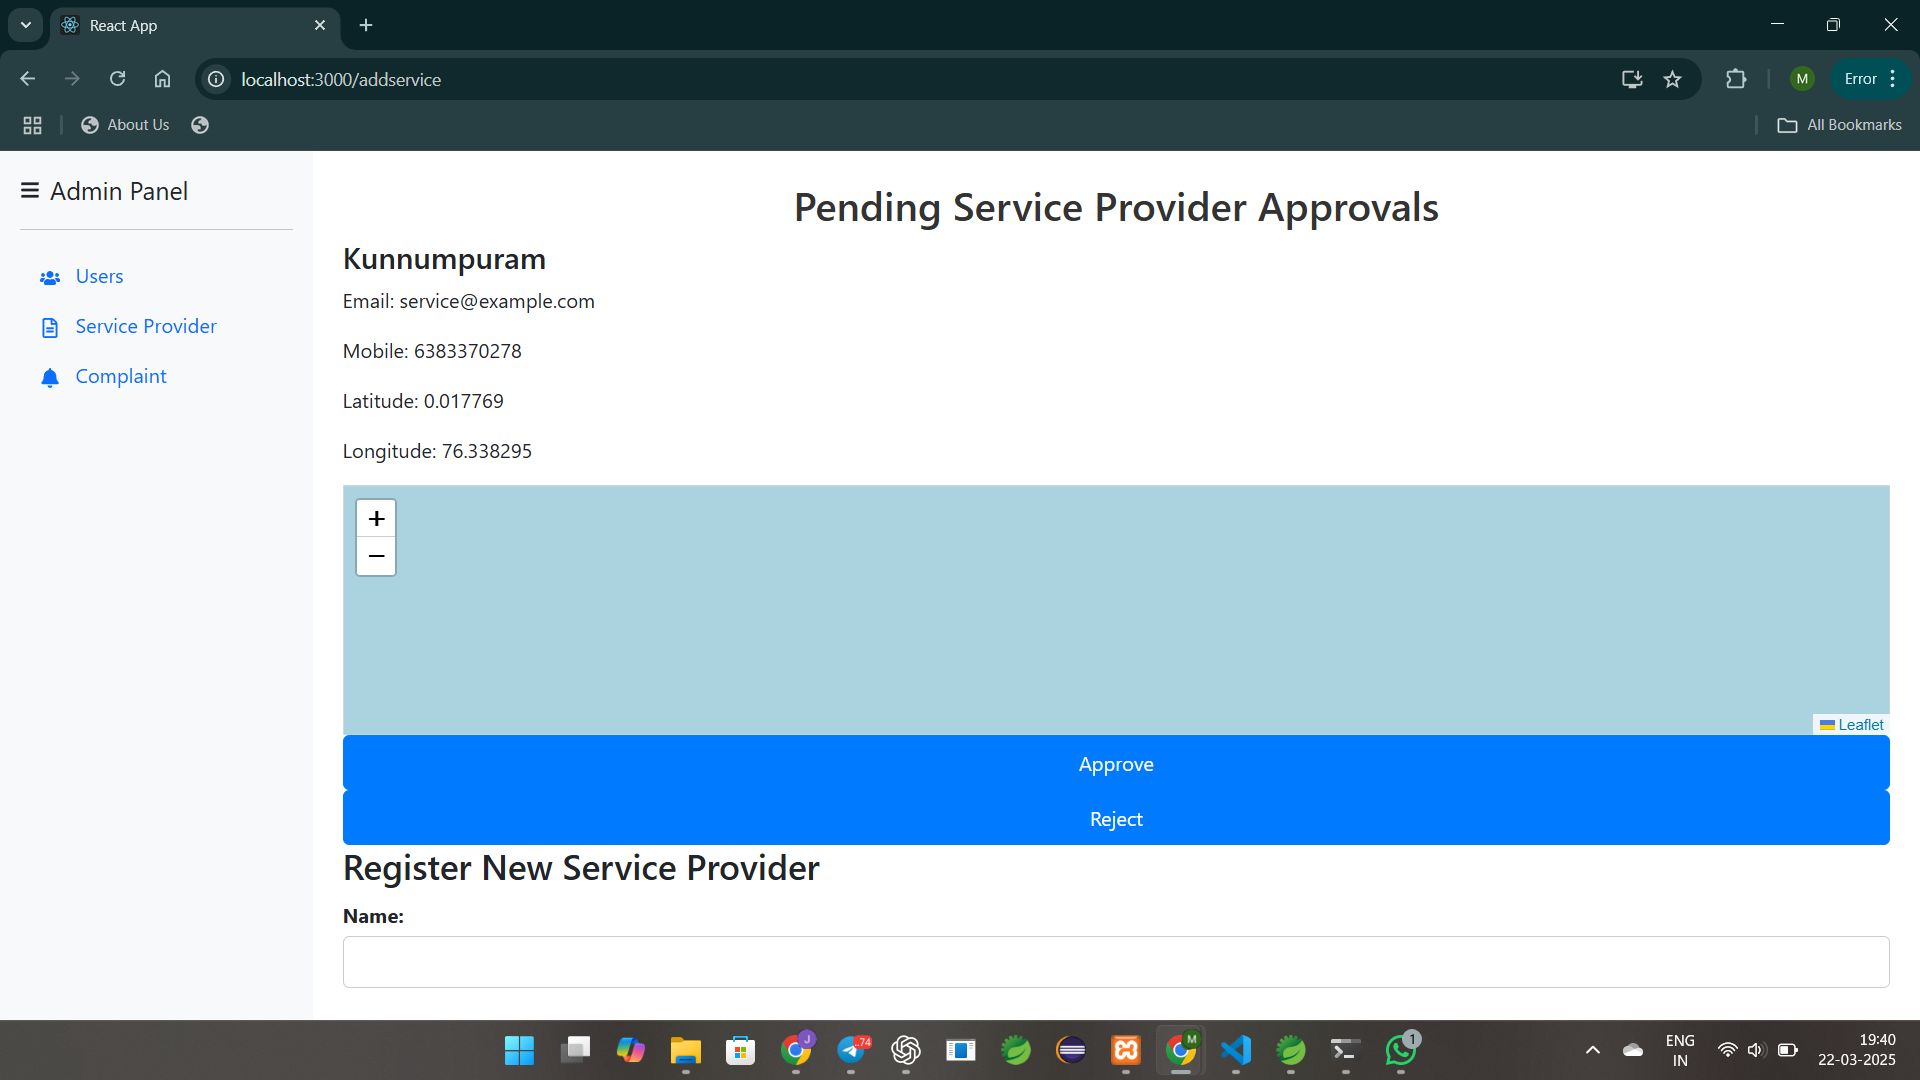 React App
localhost:3000/addservice
M
Error
About Us
All Bookmarks
Admin Panel
Users
Service Provider
Complaint
Pending Service Provider Approvals
Kunnumpuram
Email: service@example.com
Mobile: 6383370278
Latitude: 0.017769
Longitude: 76.338295
+
−
Leaflet
Approve
Reject
Register New Service Provider
Name:
J
..74
M
1
ENG
IN
19:40
22-03-2025